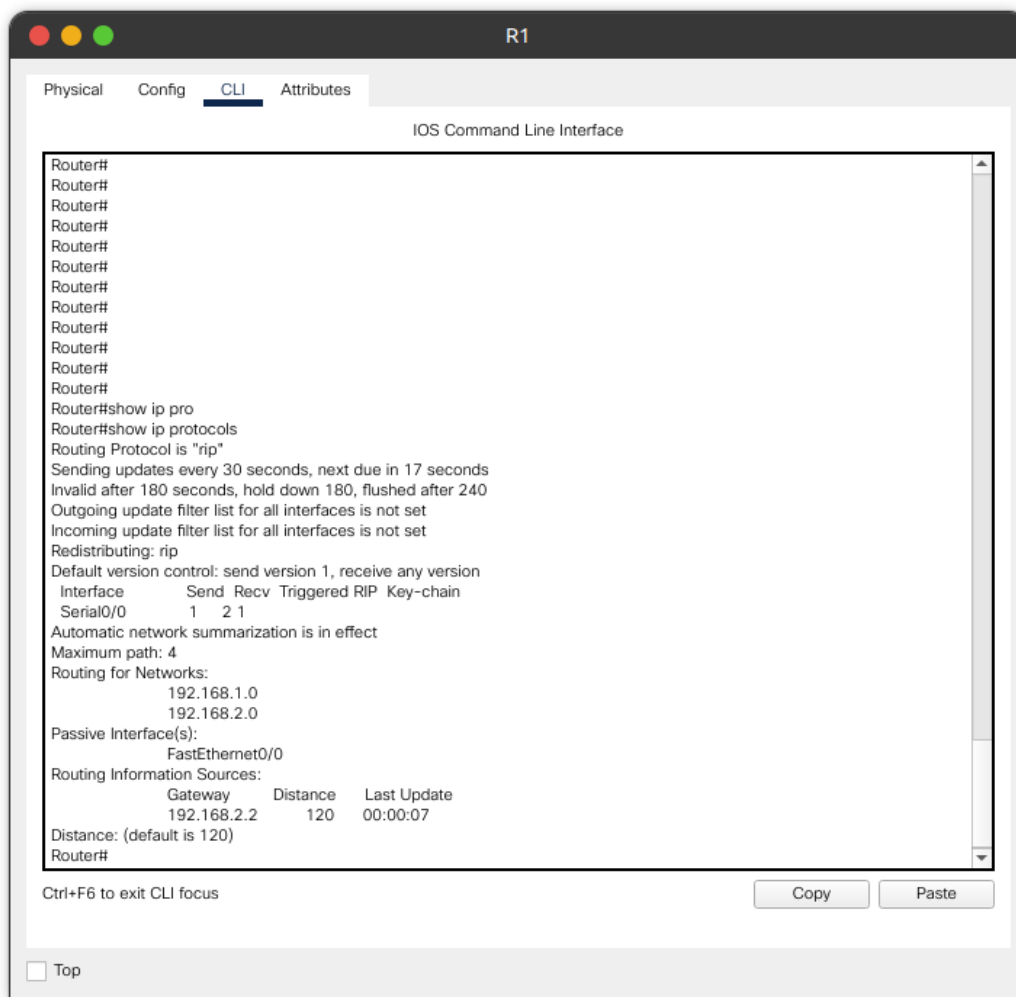 R1
Physical Config CLI Attributes
IOS Command Line Interface
Router#
Router#
Router#
Router#
Router#
Router#
Router#
Router#
Router#
Router#
Router#
Router#
Router#show ip pro
Router#show ip protocols
Routing Protocol is "rip"
Sending updates every 30 seconds, next due in 17 seconds
Invalid after 180 seconds, hold down 180, flushed after 240
Outgoing update filter list for all interfaces is not set
Incoming update filter list for all interfaces is not set
Redistributing: rip
Default version control: send version 1, receive any version
Interface Send Recv Triggered RIP Key-chain
Serial0/0 1 2 1
Automatic network summarization is in effect
Maximum path: 4
Routing for Networks:
192.168.1.0
192.168.2.0
Passive Interface(s):
FastEthernet0/0
Routing Information Sources:
Gateway Distance Last Update
192.168.2.2 120 00:00:07
Distance: (default is 120)
Router#
Ctrl+F6 to exit CLI focus
Copy Paste
Top